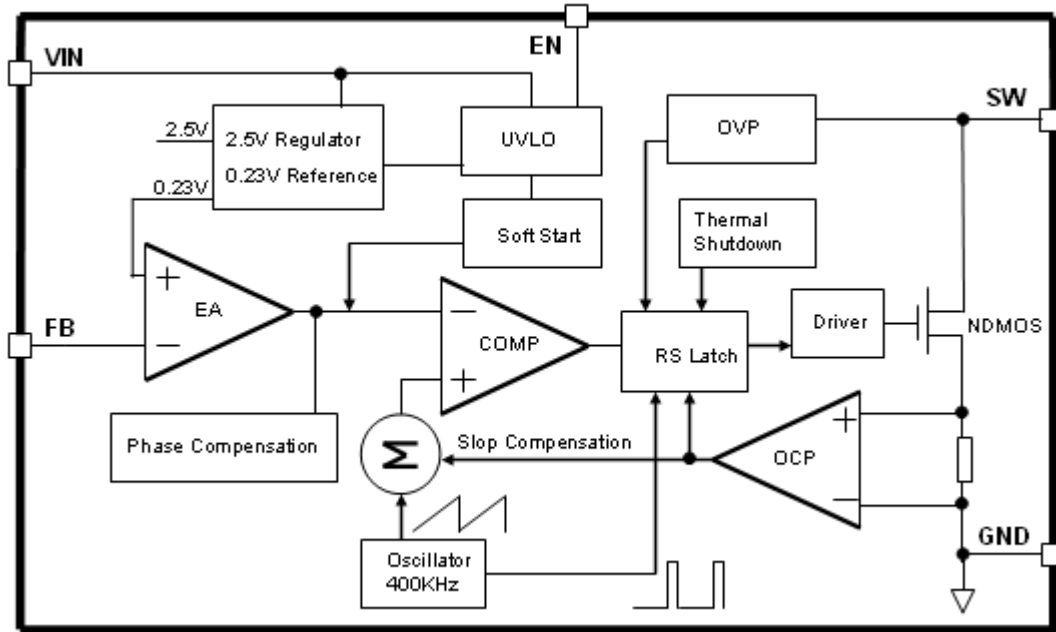 EN
VIN
SW
2.5V
2.5V Regulator
0.23V Reference
0.23V
UVLO
OVP
Soft Start
Thermal
Shutdown
FB
+
EA
−
−
COMP
+
RS Latch
Driver
NDMOS
Phase Compensation
Σ
Slop Compensation
+
OCP
−
Oscillator
400KHz
GND